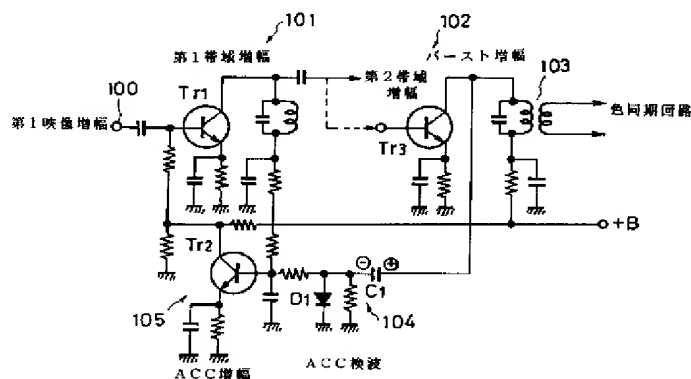 101
第1帯域増幅
102
バースト増幅
103
100
第1映像増幅
Tr1
第2帯域
増幅
Tr3
色同期回路
+B
Tr2
⊖ ⊕
D1
C1
104
105
ACC増幅
ACC検波